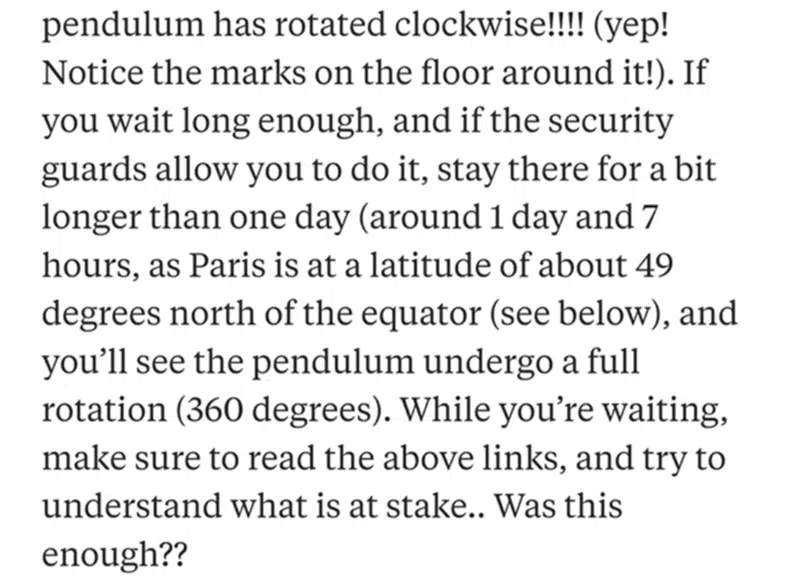 pendulum has rotated clockwise!!!! (yep!
Notice the marks on the floor around it!). If
you wait long enough, and if the security
guards allow you to do it, stay there for a bit
longer than one day (around 1 day and 7
hours, as Paris is at a latitude of about 49
degrees north of the equator (see below), and
you’ll see the pendulum undergo a full
rotation (360 degrees). While you’re waiting,
make sure to read the above links, and try to
understand what is at stake.. Was this
enough??